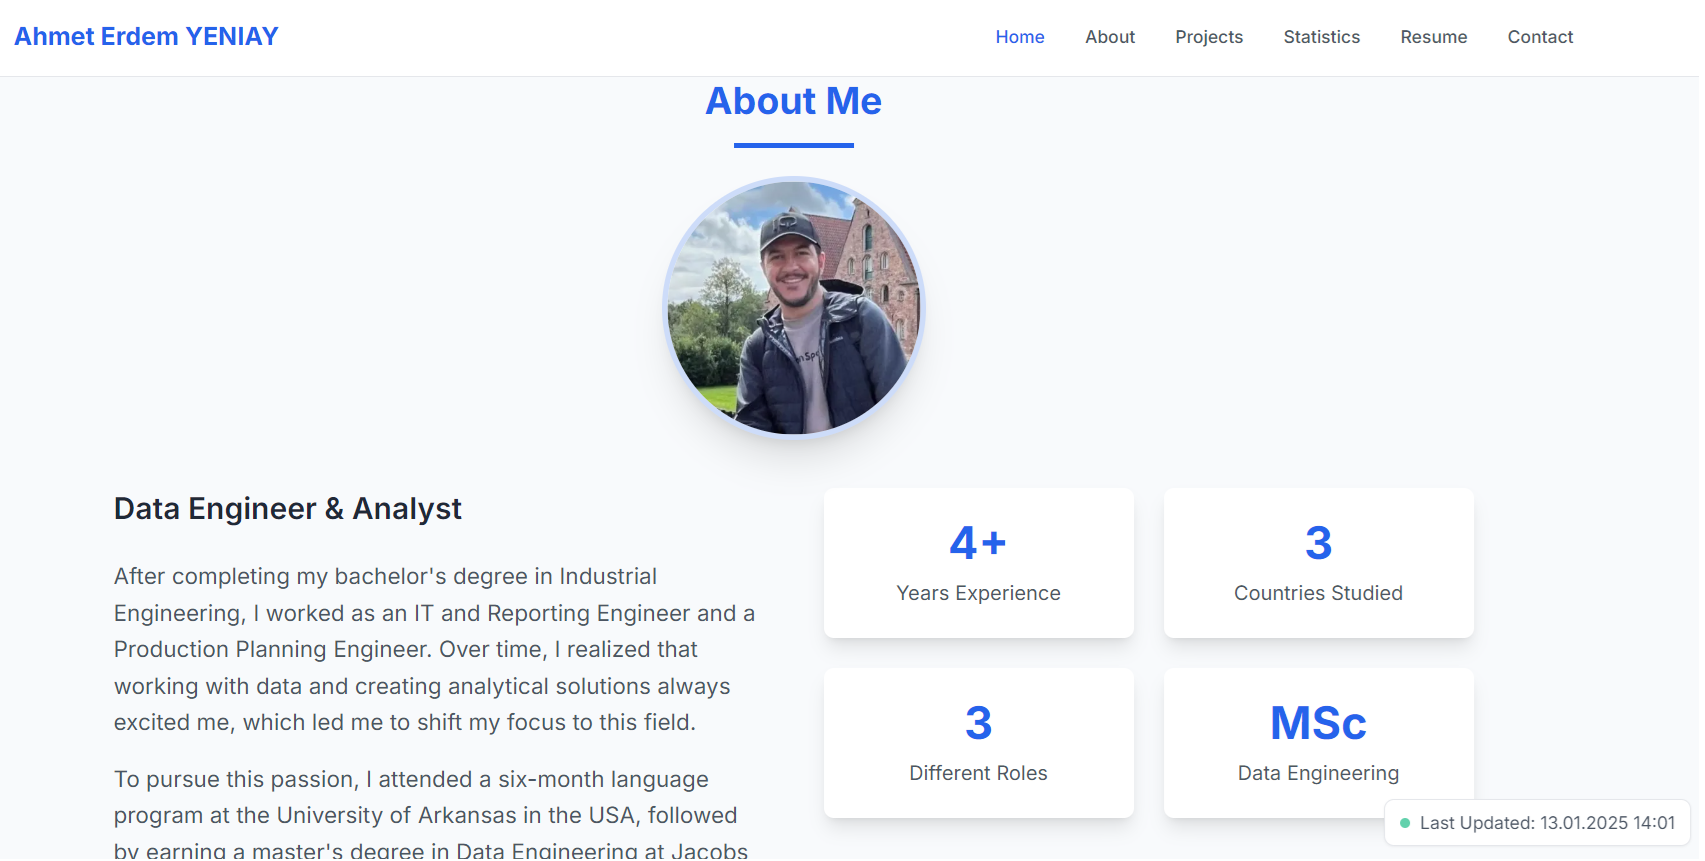 Ahmet Erdem YENIAY
Home About Projects Statistics Resume Contact
About Me
Data Engineer & Analyst
After completing my bachelor's degree in Industrial
Engineering, I worked as an IT and Reporting Engineer and a
Production Planning Engineer. Over time, I realized that
working with data and creating analytical solutions always
excited me, which led me to shift my focus to this field.
To pursue this passion, I attended a six-month language
program at the University of Arkansas in the USA, followed
by earning a master's degree in Data Engineering at Jacobs
4+
Years Experience
3
Countries Studied
3
Different Roles
MSc
Data Engineering
Last Updated: 13.01.2025 14:01